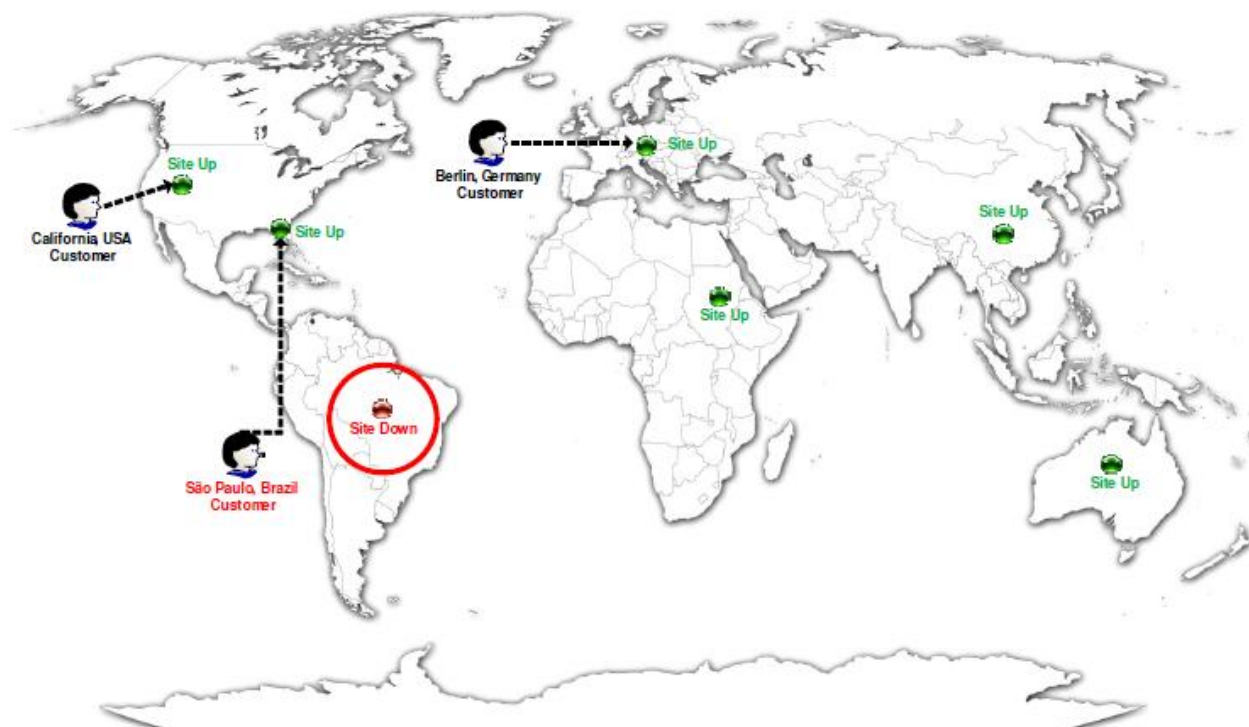 Site Up
California, USA
Customer
Site Up
Berlin, Germany
Customer
Site Up
Site Up
Site Up
Site Down
São Paulo, Brazil
Customer
Site Up